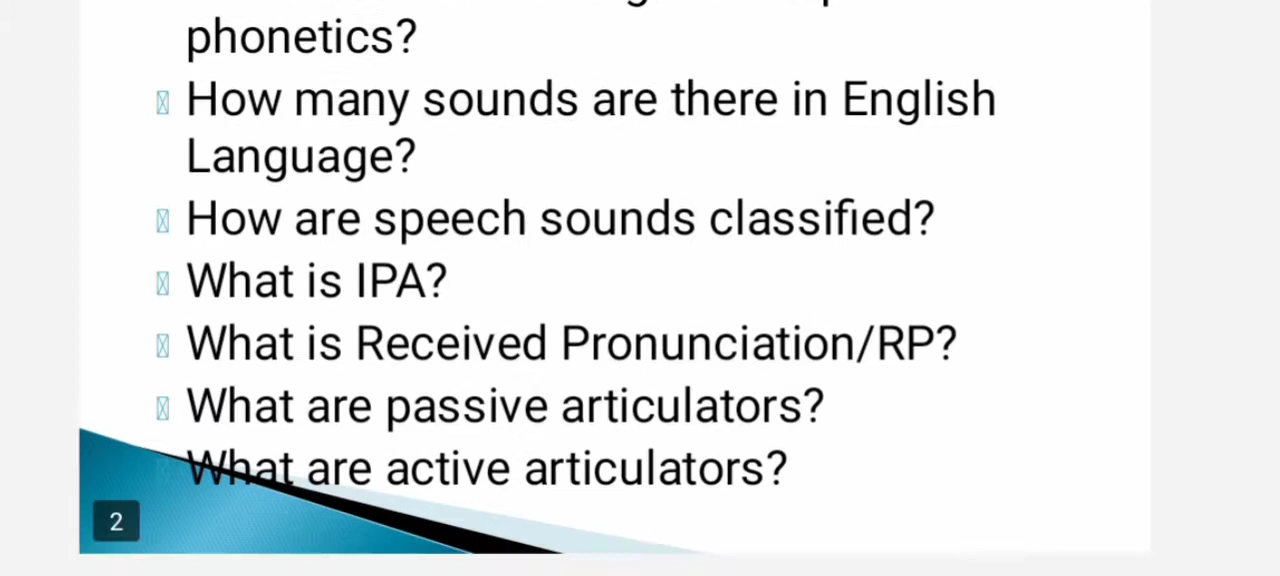 phonetics?
How many sounds are there in English
Language?
How are speech sounds classified?
What is IPA?
What is Received Pronunciation/RP?
What are passive articulators?
What are active articulators?
2